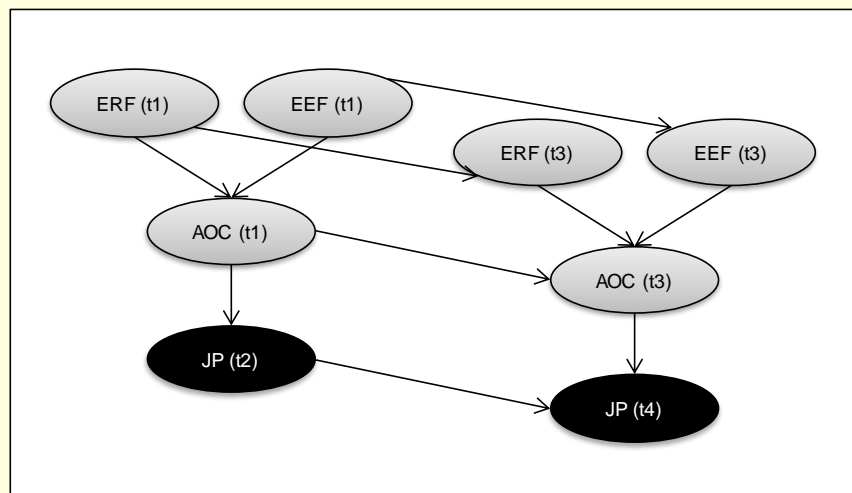 ERF (t1)
EEF (t1)
ERF (t3)
EEF (t3)
AOC (t1)
AOC (t3)
JP (t2)
JP (t4)